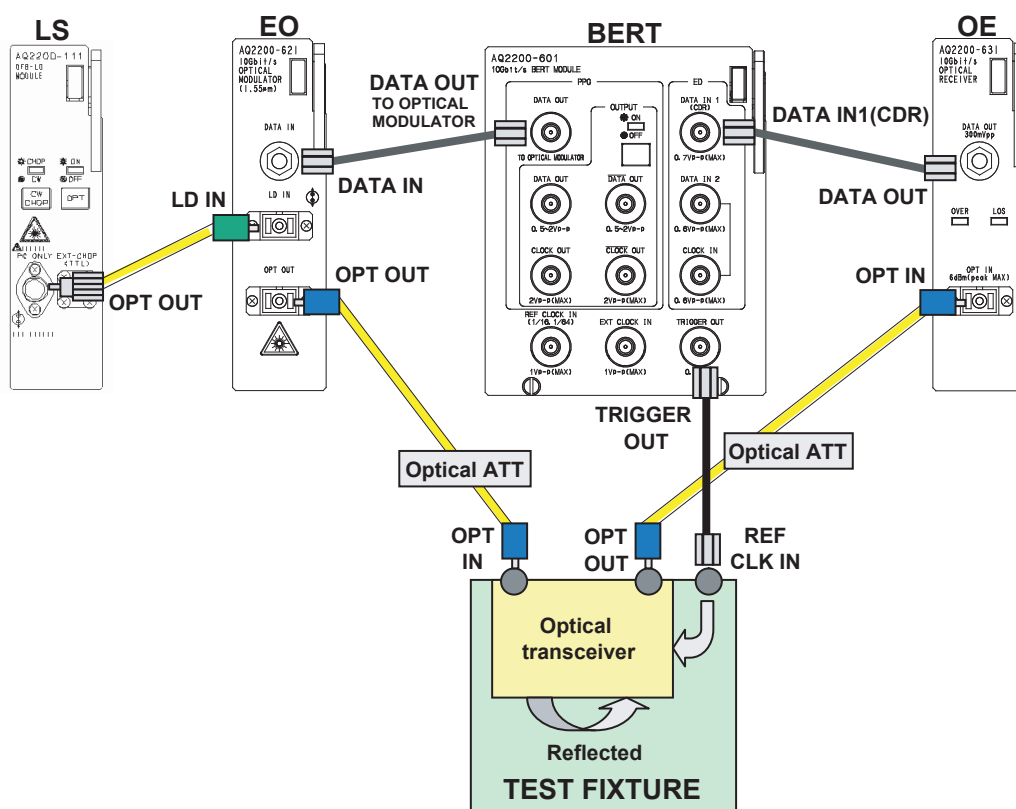 LS
EO
BERT
OE
AQ2200-111
DFB-LD
MODULE
CHOP
ON
CW
OFF
CW
CHOP
OPT
EXT-CHOP
(TTL)
OPT OUT
AQ2200-621
10Gbit/s
OPTICAL
MODULATOR
(1.55μm)
DATA IN
LD IN
OPT OUT
DATA IN
LD IN
OPT OUT
DATA OUT
TO OPTICAL
MODULATOR
AQ2200-601
10Gbit/s BERT MODULE
PPG
ED
DATA OUT
TO OPTICAL MODULATOR
OUTPUT
ON
OFF
DATA IN 1
(CDR)
0.7Vp-p(MAX)
DATA OUT
0.5~2Vp-p
DATA OUT
0.5~2Vp-p
DATA IN 2
0.6Vp-p(MAX)
CLOCK OUT
2Vp-p(MAX)
CLOCK OUT
2Vp-p(MAX)
CLOCK IN
0.6Vp-p(MAX)
REF CLOCK IN
(1/16, 1/64)
1Vp-p(MAX)
EXT CLOCK IN
1Vp-p(MAX)
TRIGGER OUT
TRIGGER
OUT
DATA IN1(CDR)
DATA OUT
OPT IN
AQ2200-631
10Gbit/s
OPTICAL
RECEIVER
DATA OUT
300mVpp
OVER
LOS
OPT IN
6dBm(peak MAX)
Optical ATT
Optical ATT
OPT
IN
OPT
OUT
REF
CLK IN
Optical
transceiver
Reflected
TEST FIXTURE